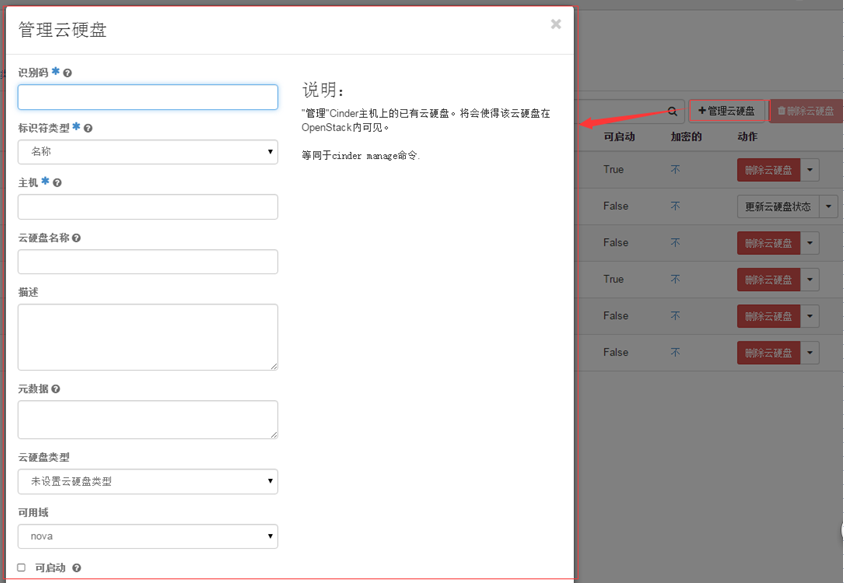 管理云硬盘
×
识别码 *
标识符类型 *
名称
主机 *
云硬盘名称
描述
元数据
云硬盘类型
未设置云硬盘类型
可用域
nova
可启动
说明：
"管理"Cinder主机上的已有云硬盘。将会使得该云硬盘在
OpenStack内可见。
等同于cinder manage命令.
+管理云硬盘 删除云硬盘
可启动 加密的 动作
True 不 删除云硬盘
False 不 更新云硬盘状态
False 不 删除云硬盘
True 不 删除云硬盘
False 不 删除云硬盘
False 不 删除云硬盘